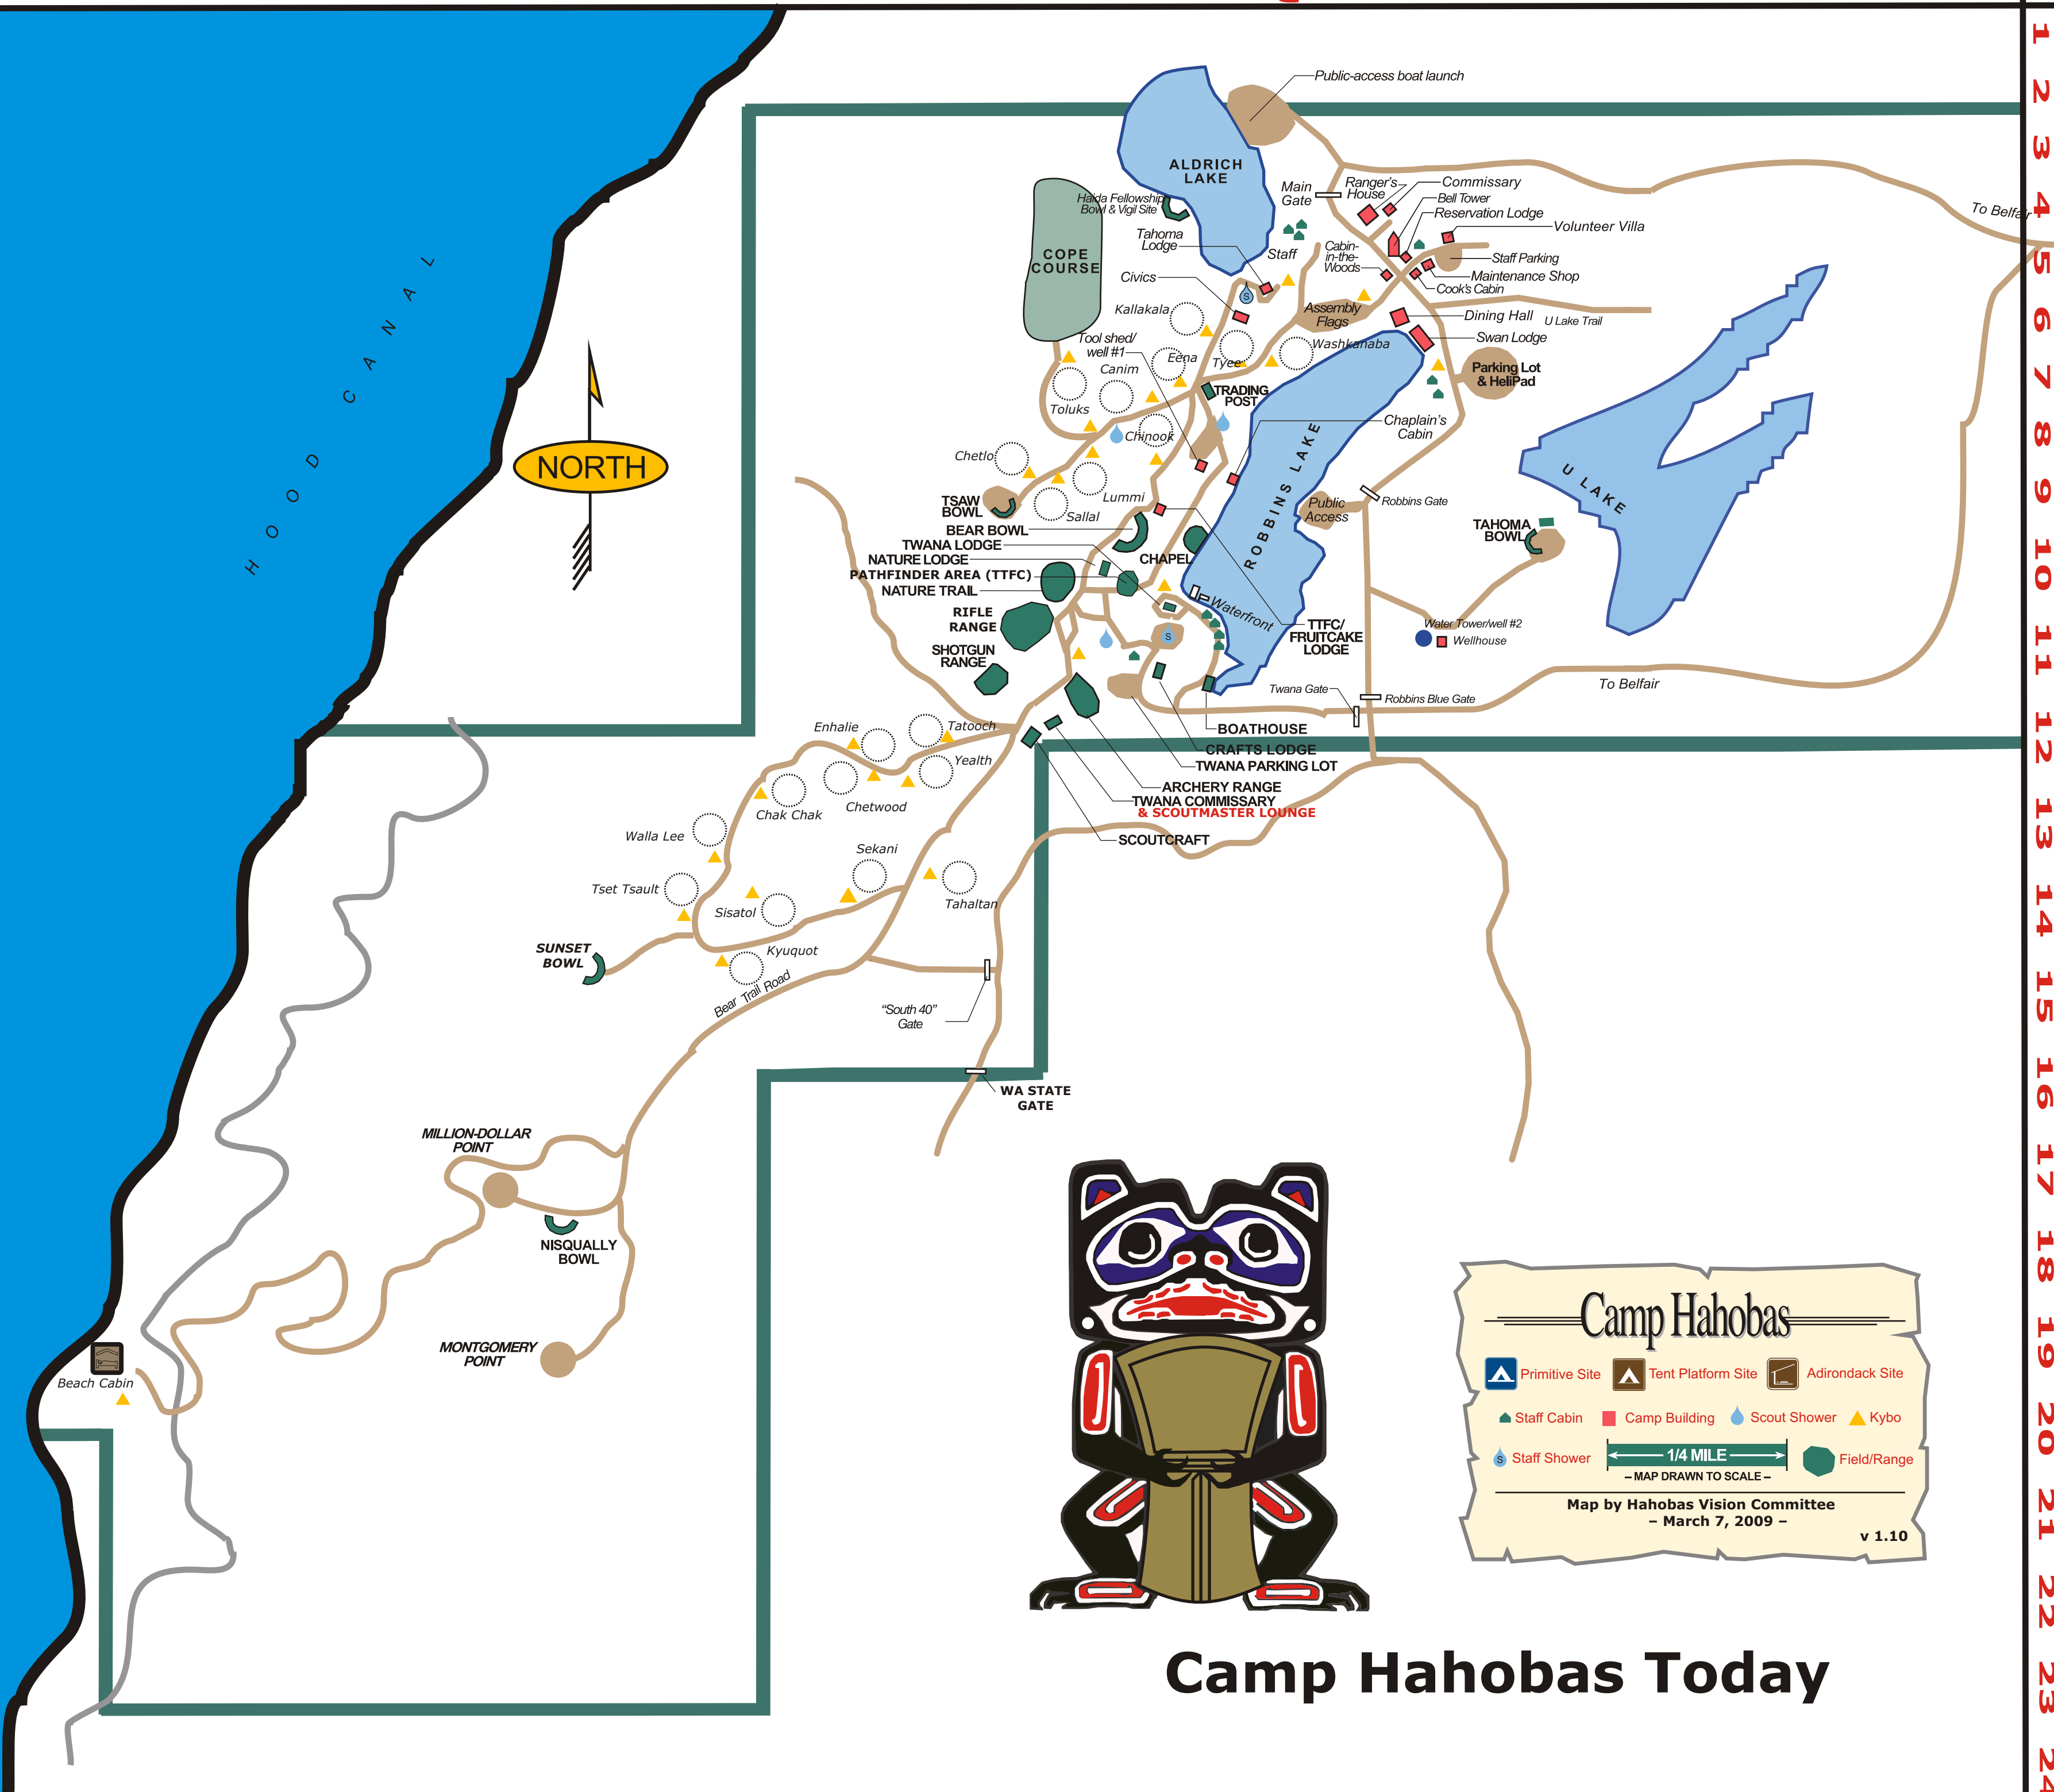 Public-access boat launch
ALDRICH
LAKE
Main
Gate
Ranger's
House
Commissary
Bell Tower
Reservation Lodge
Volunteer Villa
To Belfair
Haida Fellowship
Bowl & Vigil Site
Tahoma
Lodge
Staff
Cabin-
in-the-
Woods
Staff Parking
Maintenance Shop
Cook's Cabin
COPE
COURSE
Civics
Kallakala
Assembly
Flags
Dining Hall
U Lake Trail
Swan Lodge
Tool shed/
well #1
Eena
Tyee
Washkanaba
Canim
Parking Lot
& HeliPad
Toluks
TRADING
POST
Chaplain's
Cabin
Chinook
Chetlo
HOOD CANAL
NORTH
ROBBINS LAKE
U LAKE
Lummi
Sallal
TSAW
BOWL
Public
Access
Robbins Gate
BEAR BOWL
TWANA LODGE
NATURE LODGE
PATHFINDER AREA (TTFC)
NATURE TRAIL
CHAPEL
TAHOMA
BOWL
RIFLE
RANGE
Waterfront
TTFC/
FRUITCAKE
LODGE
Water Tower/well #2
Wellhouse
SHOTGUN
RANGE
S
S
To Belfair
Twana Gate
Robbins Blue Gate
Enhalie
Tatooch
BOATHOUSE
CRAFTS LODGE
TWANA PARKING LOT
Yealth
ARCHERY RANGE
TWANA COMMISSARY
& SCOUTMASTER LOUNGE
SCOUTCRAFT
Chetwood
Chak Chak
Walla Lee
Sekani
Tset Tsault
Sisatol
Tahaltan
SUNSET
BOWL
Kyuquot
Bear Trail Road
“South 40”
Gate
WA STATE
GATE
MILLION-DOLLAR
POINT
NISQUALLY
BOWL
MONTGOMERY
POINT
Beach Cabin
Camp Hahobas
Primitive Site
Tent Platform Site
Adirondack Site
Staff Cabin
Camp Building
Scout Shower
Kybo
S
Staff Shower
1/4 MILE
Field/Range
– MAP DRAWN TO SCALE –
Map by Hahobas Vision Committee
– March 7, 2009 –
v 1.10
Camp Hahobas Today
1
2
3
4
5
6
7
8
9
10
11
12
13
14
15
16
17
18
19
20
21
22
23
24